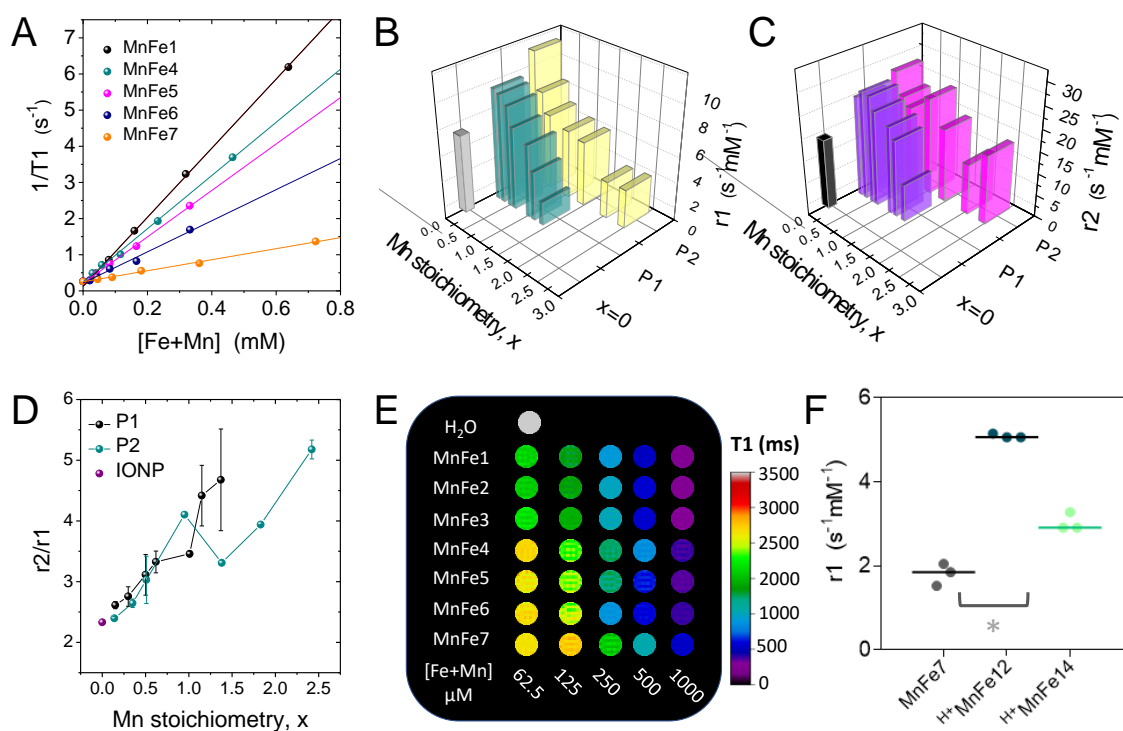 A
7
6
5
4
3
2
1
0
1/T1 (s⁻¹)
MnFe1
MnFe4
MnFe5
MnFe6
MnFe7
0.0 0.2 0.4 0.6 0.8
[Fe+Mn] (mM)
B
10
8
6
4
2
0
r1 (s⁻¹mM⁻¹)
P2
P1
x=0
0.0
0.5
1.0
1.5
2.0
2.5
3.0
Mn stoichiometry, x
C
30
25
20
15
10
5
0
r2 (s⁻¹mM⁻¹)
P2
P1
x=0
0.0
0.5
1.0
1.5
2.0
2.5
3.0
Mn stoichiometry, x
D
6
5
4
3
2
r2/r1
P1
P2
IONP
0.0 0.5 1.0 1.5 2.0 2.5
Mn stoichiometry, x
E
H₂O
MnFe1
MnFe2
MnFe3
MnFe4
MnFe5
MnFe6
MnFe7
[Fe+Mn]
µM
62.5 125 250 500 1000
T1 (ms)
3500
3000
2500
2000
1500
1000
500
0
F
6
4
2
0
r1 (s⁻¹mM⁻¹)
*
MnFe7
H+MnFe12
H+MnFe14